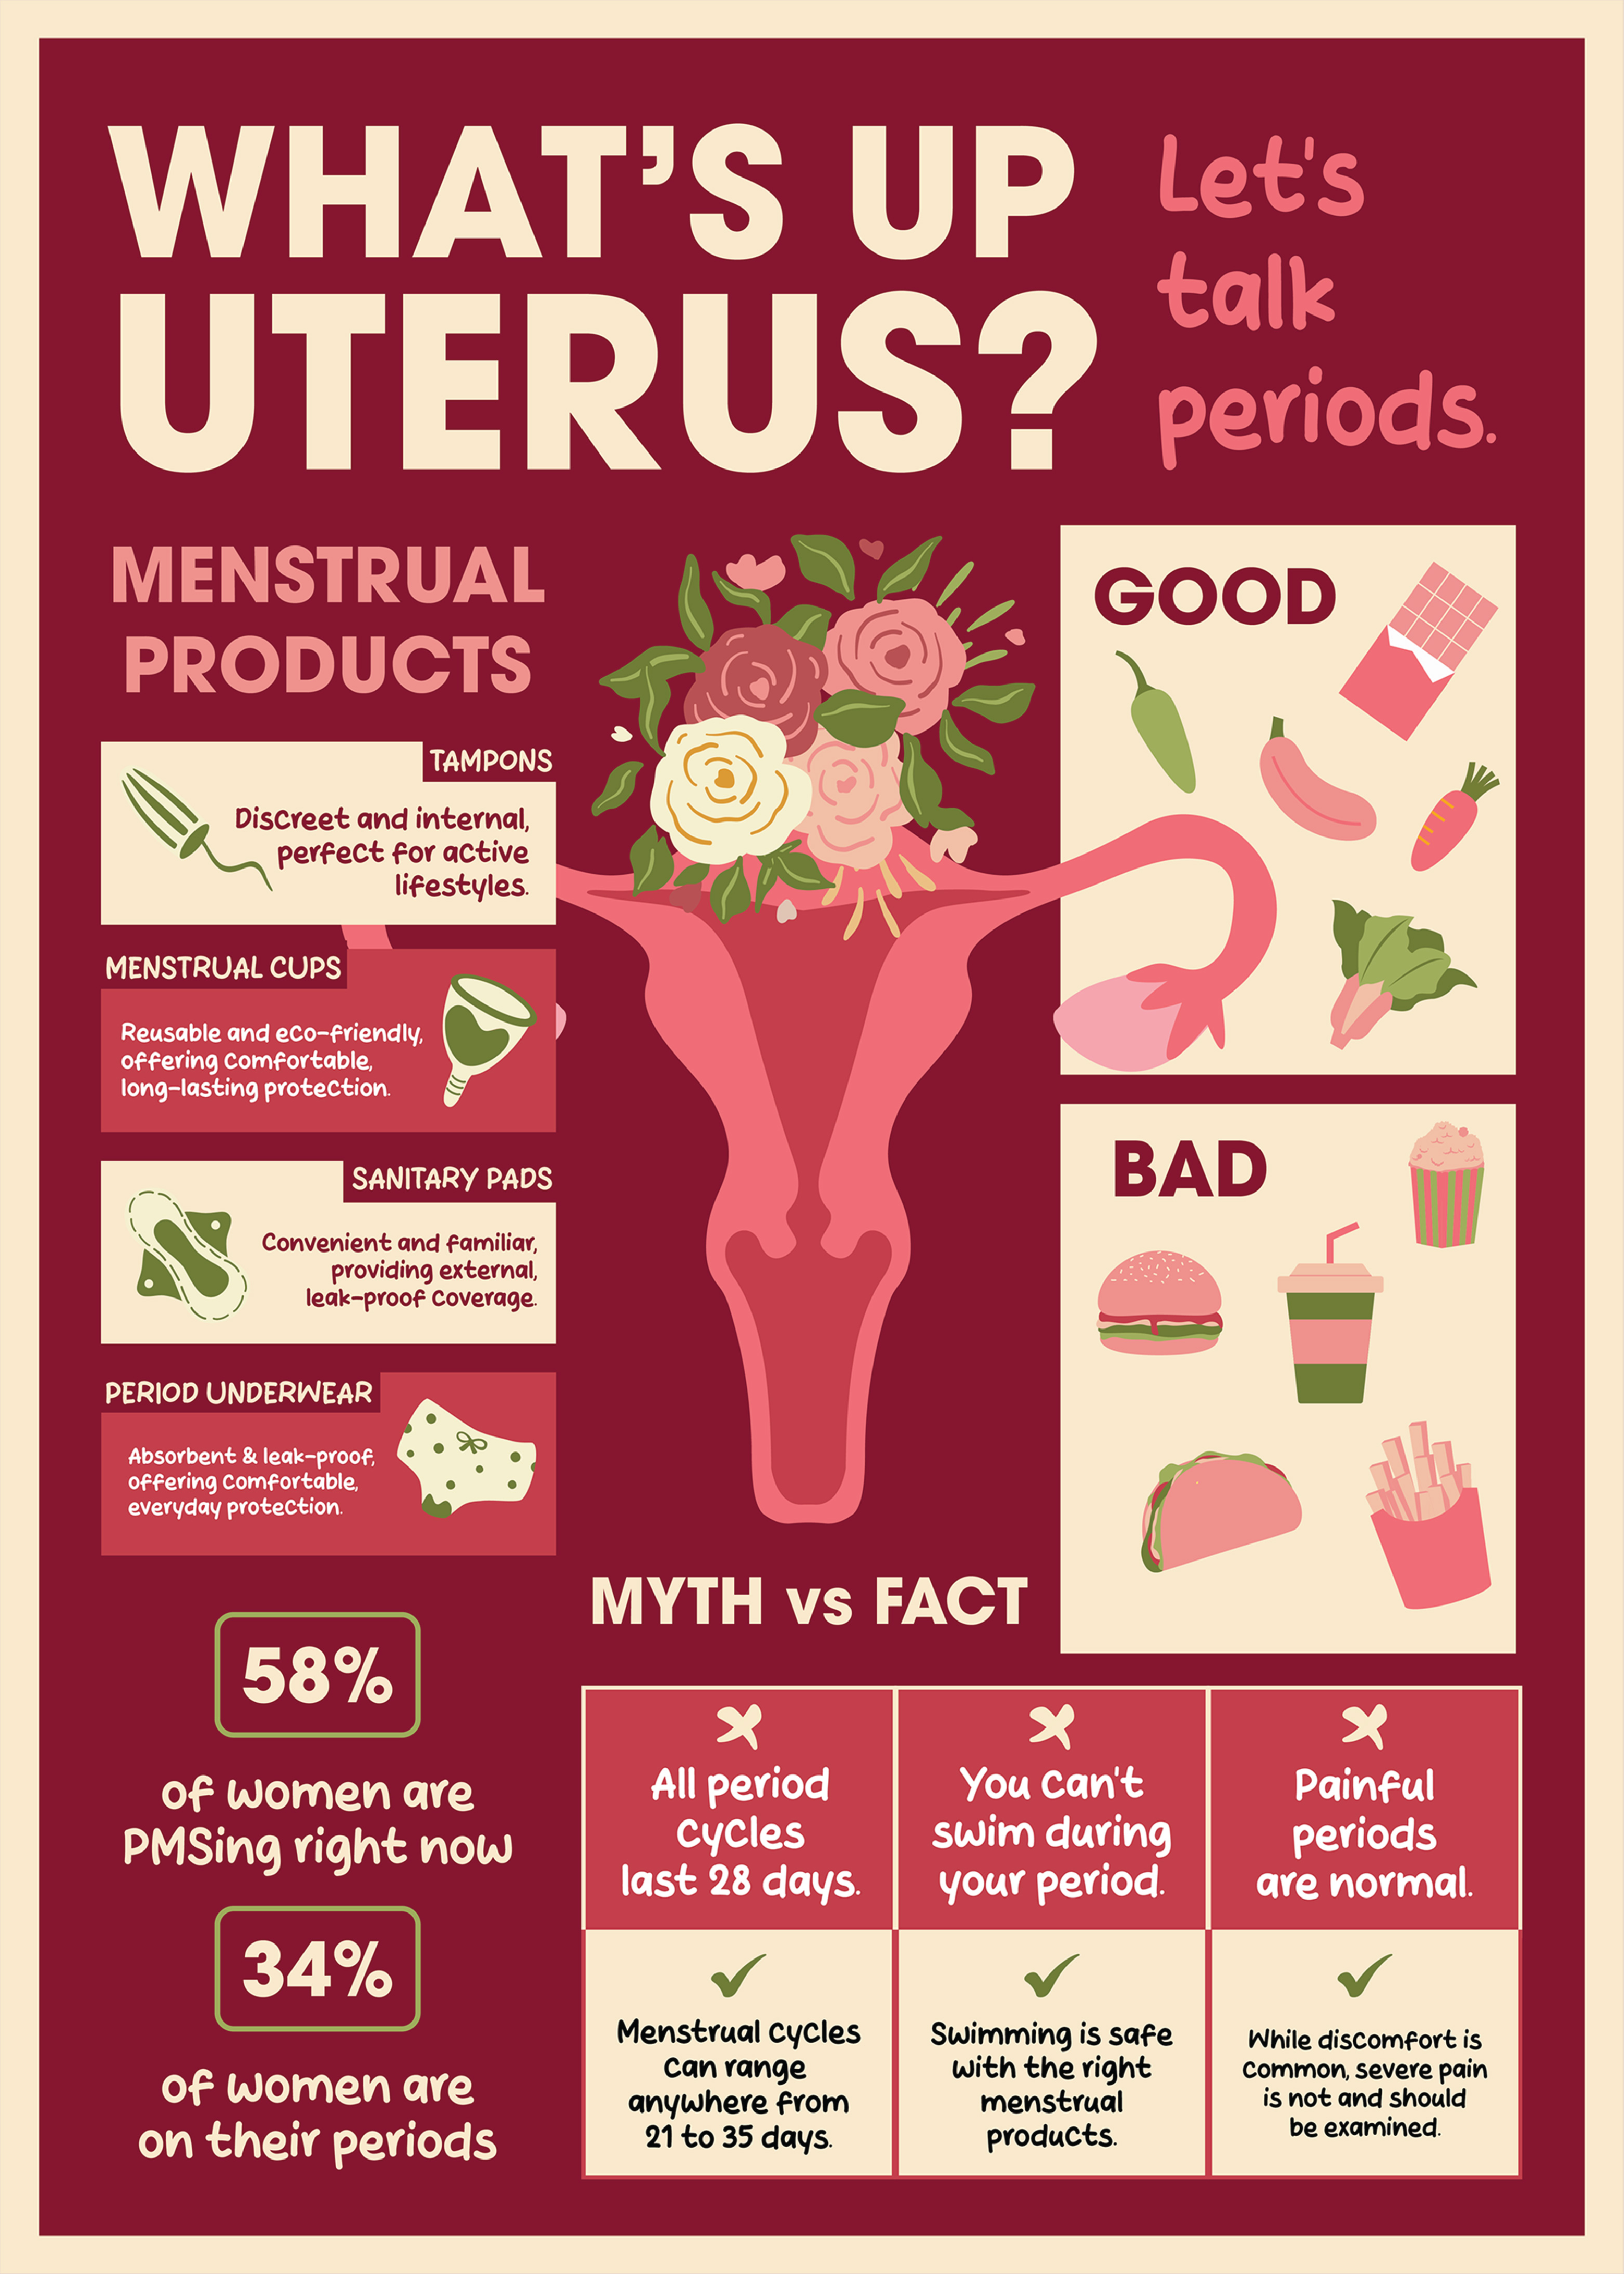 WHAT'S UP
UTERUS?
Let's
talk
periods.
MENSTRUAL
PRODUCTS
TAMPONS
Discreet and internal,
perfect for active
lifestyles.
MENSTRUAL CUPS
Reusable and eco-friendly,
offering comfortable,
long-lasting protection.
SANITARY PADS
Convenient and familiar,
providing external,
leak-proof coverage.
PERIOD UNDERWEAR
Absorbent & leak-proof,
offering comfortable,
everyday protection.
GOOD
BAD
58%
of women are
PMSing right now
34%
of women are
on their periods
MYTH vs FACT
All period
cycles
last 28 days.
You can't
swim during
your period.
Painful
periods
are normal.
Menstrual cycles
can range
anywhere from
21 to 35 days.
Swimming is safe
with the right
menstrual
products.
While discomfort is
common, severe pain
is not and should
be examined.